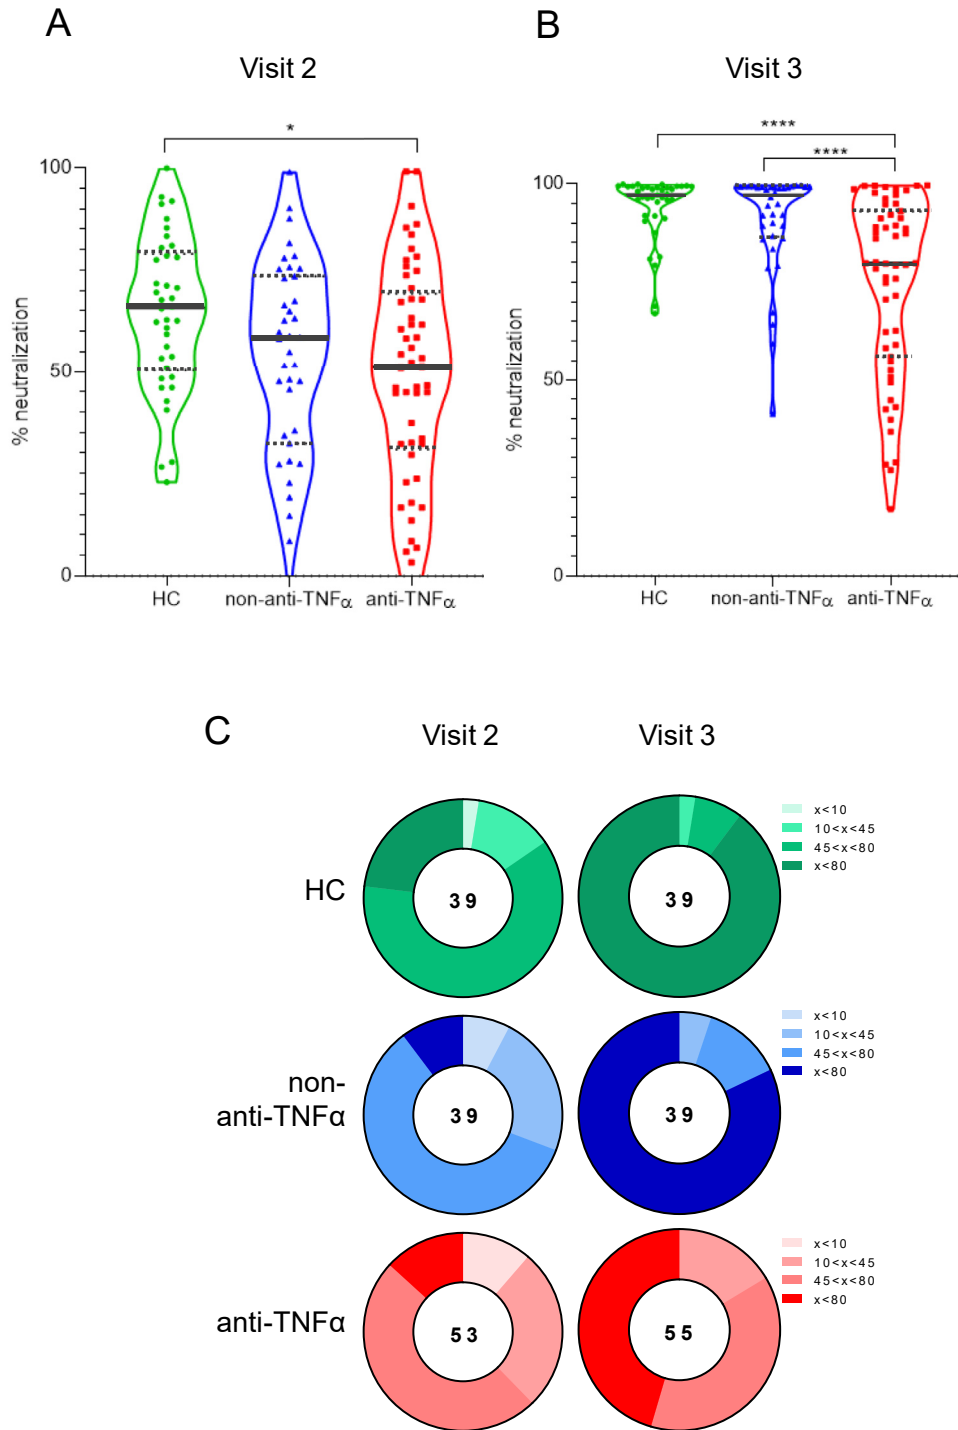 A
B
Visit 2
Visit 3
*
****
****
100
50
0
% neutralization
HC
non-anti-TNFα
anti-TNFα
100
50
0
% neutralization
HC
non-anti-TNFα
anti-TNFα
C
Visit 2
Visit 3
HC
39
39
x<10
10<x<45
45<x<80
x<80
non-
anti-TNFα
39
39
x<10
10<x<45
45<x<80
x<80
anti-TNFα
53
55
x<10
10<x<45
45<x<80
x<80